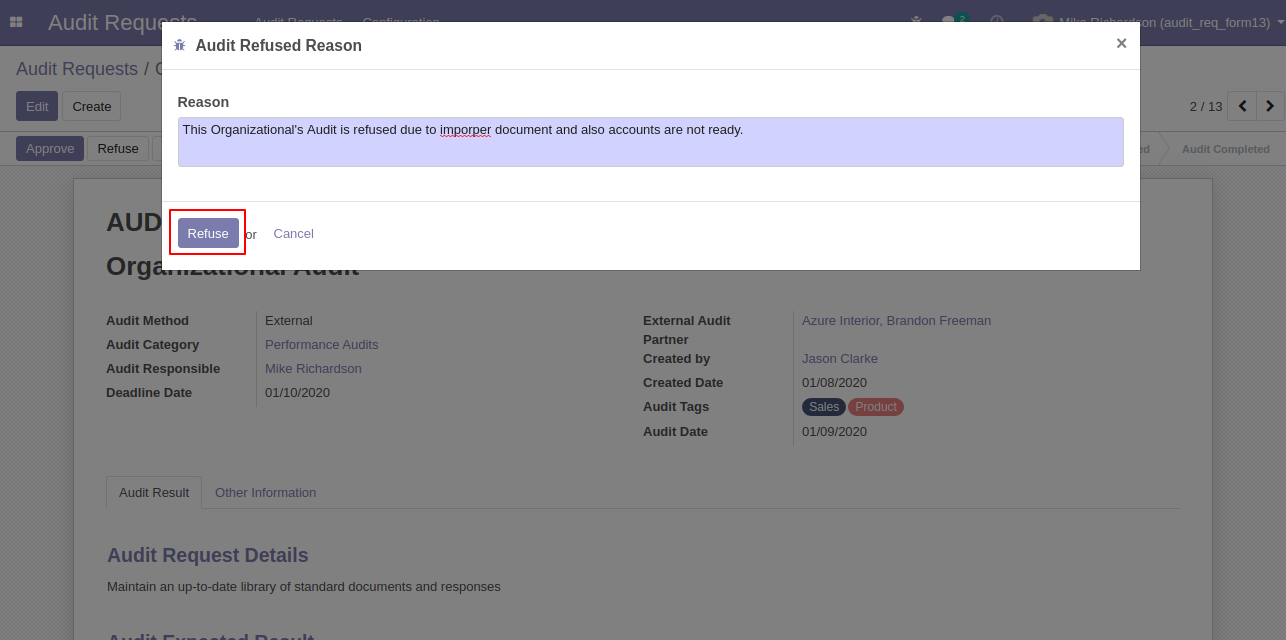 Audit Requests Audit Requests Configuration 2 Mike Richardson (audit_req_form13)
Audit Refused Reason ×
Audit Requests /
Reason
Edit Create 2 / 13
This Organizational's Audit is refused due to imporper document and also accounts are not ready.
Approve Refuse Audit Completed
Refuse or Cancel
Organizational Audit
Audit Method External
Audit Category Performance Audits
Audit Responsible Mike Richardson
Deadline Date 01/10/2020
External Audit Azure Interior, Brandon Freeman
Partner
Created by Jason Clarke
Created Date 01/08/2020
Audit Tags Sales Product
Audit Date 01/09/2020
Audit Result Other Information
Audit Request Details
Maintain an up-to-date library of standard documents and responses
Audit Expected Result